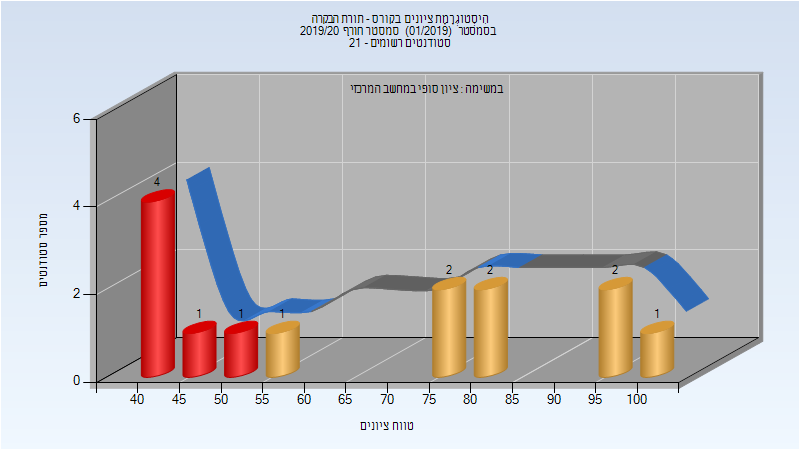 היסטוגרמת ציונים בקורס - תורת הבקרה
בסמסטר (01/2019) סמסטר חורף 2019/20
סטודנטים רשומים - 21
במשימה : ציון סופי במחשב המרכזי
מספר סטודנטים
6
4
2
0
4
1
1
1
2
2
2
1
40 45 50 55 60 65 70 75 80 85 90 95 100
טווח ציונים